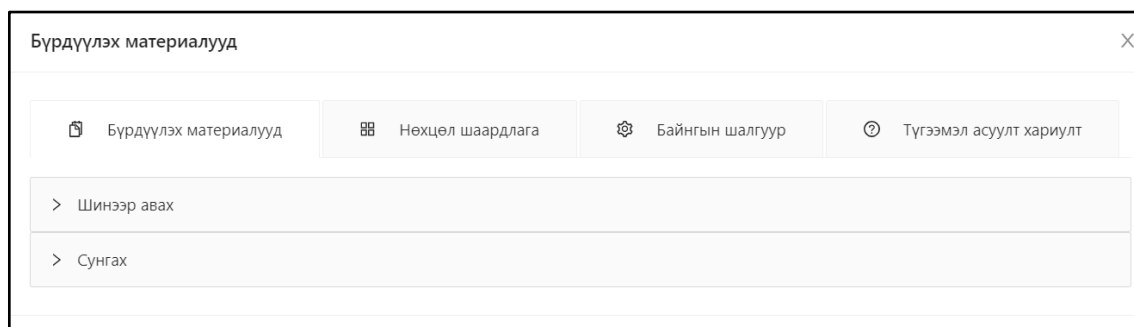 Бүрдүүлэх материалууд
Бүрдүүлэх материалууд Нөхцөл шаардлага Байнгын шалгуур Түгээмэл асуулт хариулт
Шинээр авах
Сунгах